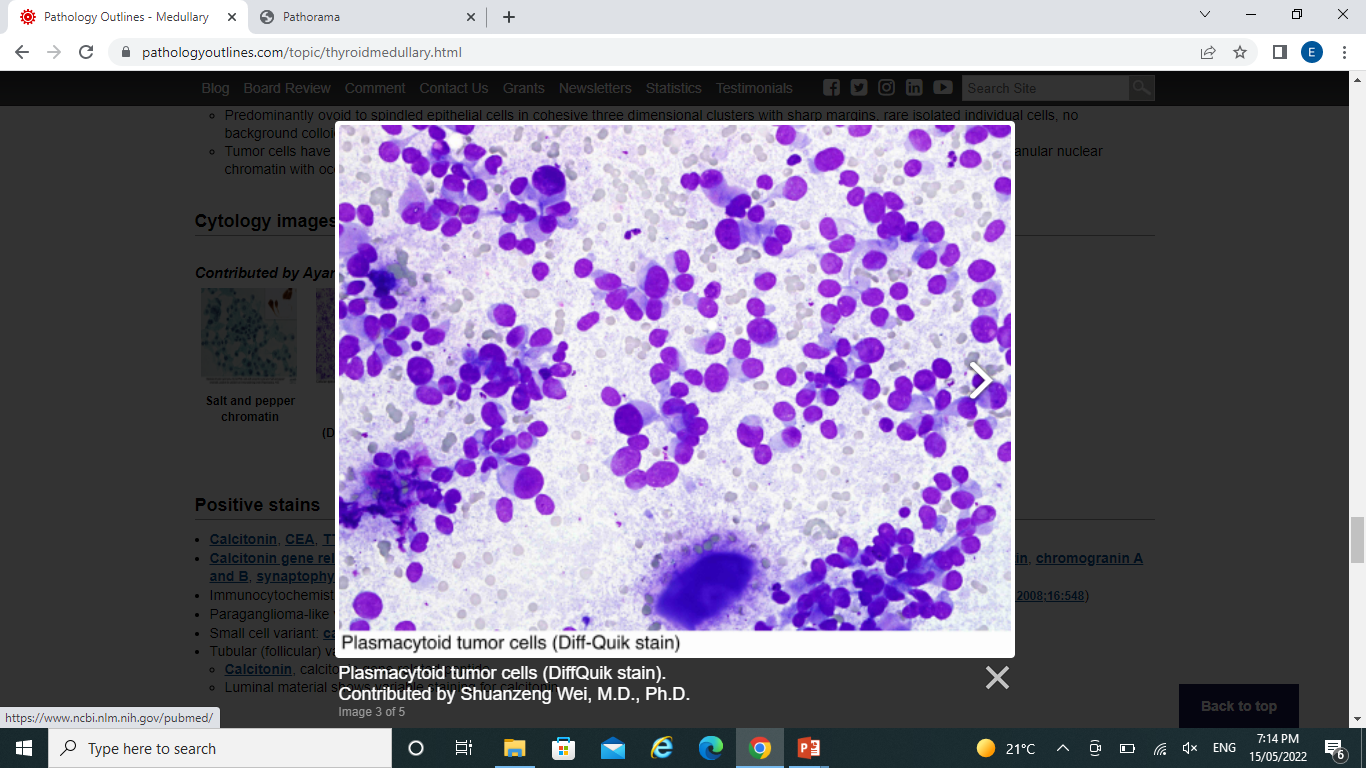 Pathology Outlines - Medullary
Pathorama
pathologyoutlines.com/topic/thyroidmedullary.html
E
Blog Board Review Comment Contact Us Grants Newsletters Statistics Testimonials Search Site
Predominantly ovoid to spindled epithelial cells in cohesive three dimensional clusters with sharp margins, rare isolated individual cells, no
background
Tumor cells have
anular nuclear
chromatin with
Cytology images
Contributed by
Salt and pepper
chromatin
(D
Positive stains
Calcitonin, CEA,
Calcitonin gene rel
in, chromogranin A
and B, synaptophy
Immunocytochemist
2008;16:548)
Paraganglioma-like
Small cell variant:
Tubular (follicular)
Calcitonin,
Luminal material shows variable staining for calcitonin
Plasmacytoid tumor cells (Diff-Quik stain)
Plasmacytoid tumor cells (DiffQuik stain).
Contributed by Shuanzeng Wei, M.D., Ph.D.
Image 3 of 5
Back to top
https://www.ncbi.nlm.nih.gov/pubmed/
Type here to search
21°C
ENG
7:14 PM
15/05/2022
6